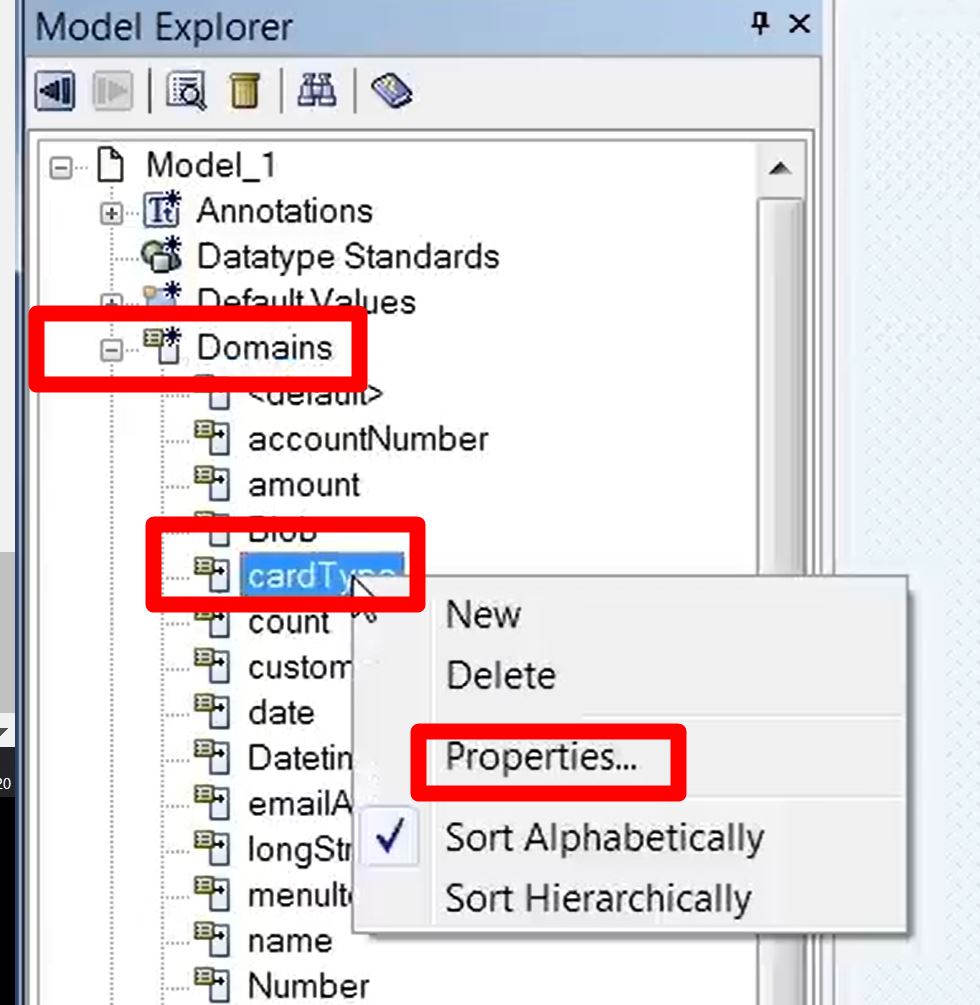 Model Explorer
Model_1
Annotations
Datatype Standards
Default Values
Domains
<default>
accountNumber
amount
Blob
cardType
count
custom
date
Datetin
emailA
longStr
menuIt
name
Number
New
Delete
Properties...
Sort Alphabetically
Sort Hierarchically
20